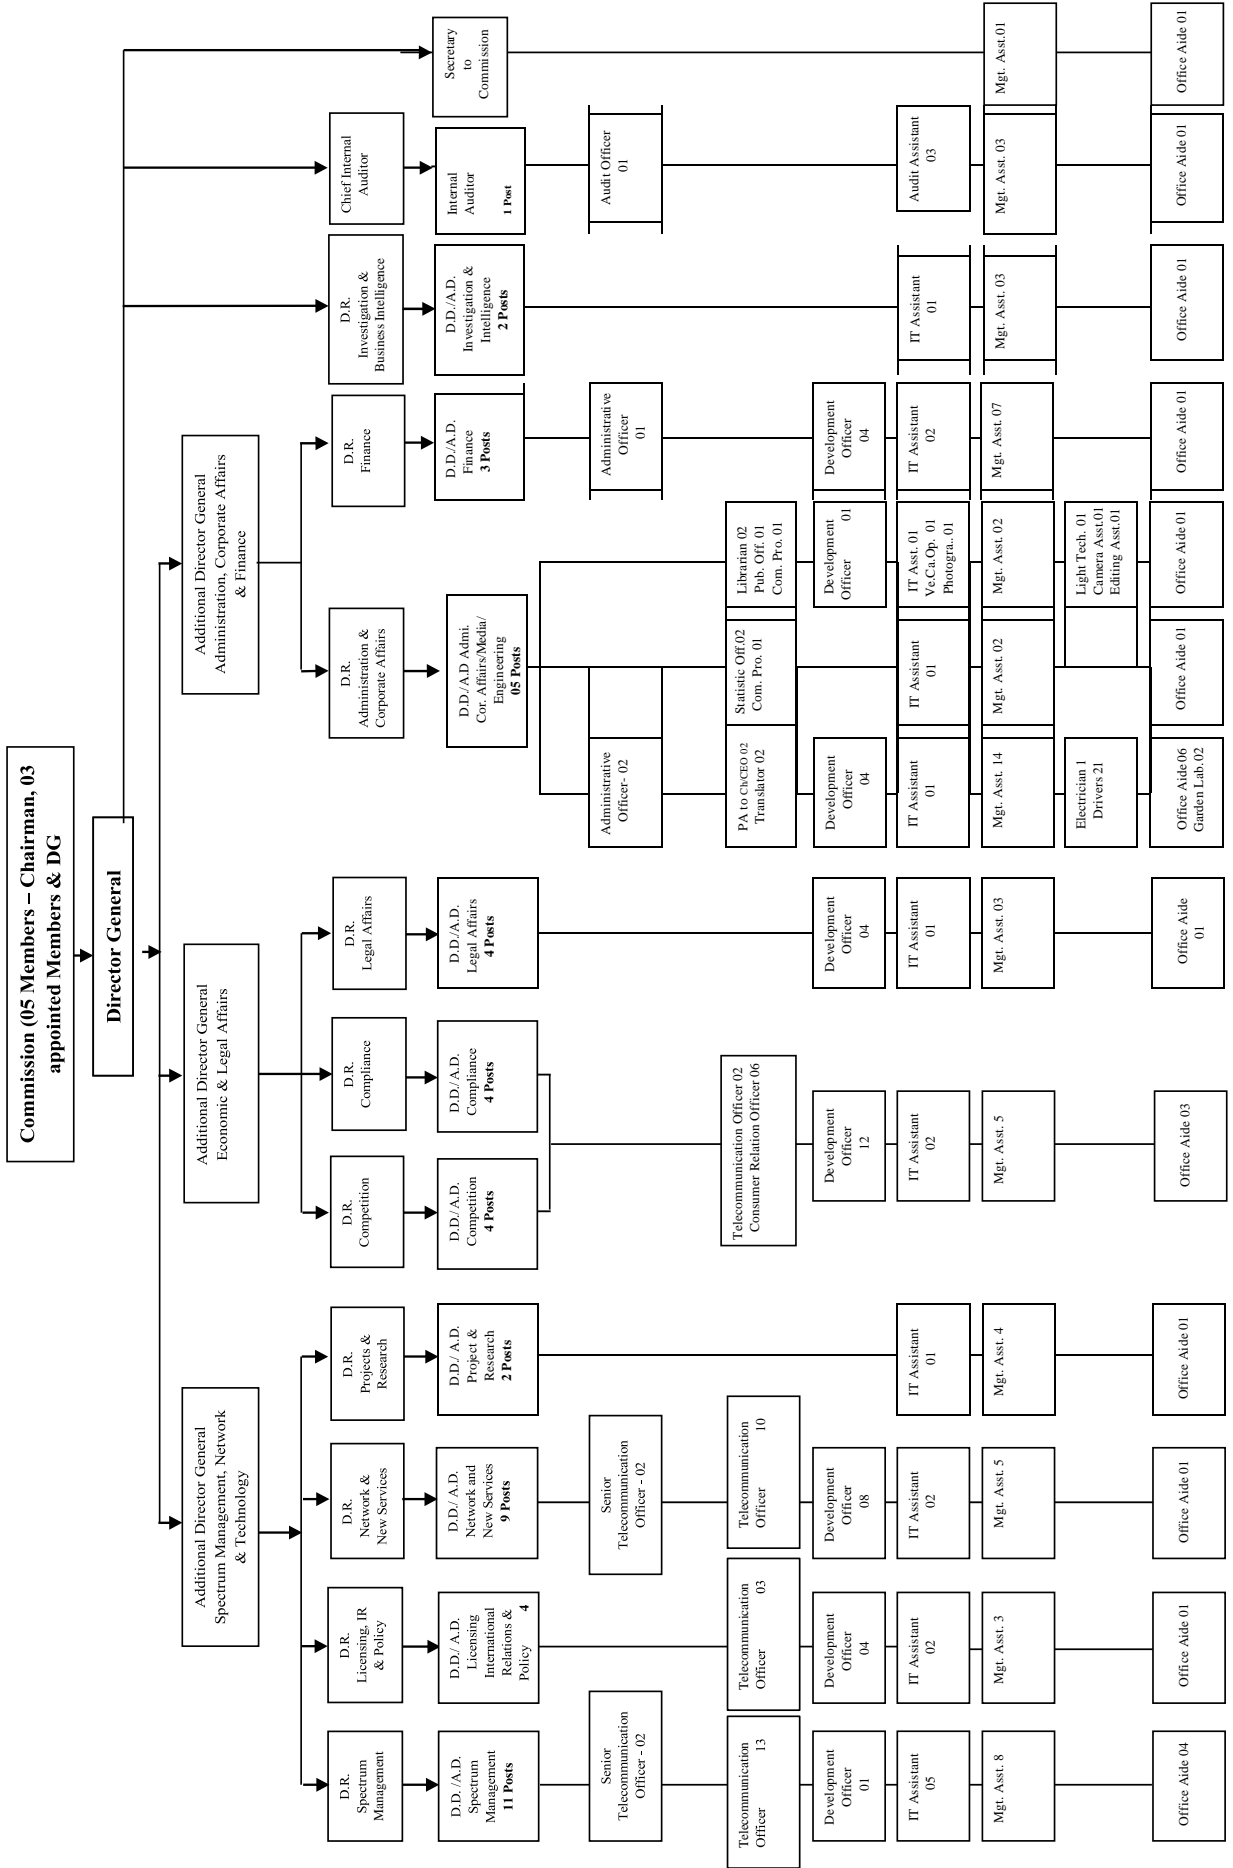 Commission (05 Members – Chairman, 03
appointed Members & DG
Director General
Additional Director General
Spectrum Management, Network
& Technology
Additional Director General
Economic & Legal Affairs
Additional Director General
Administration, Corporate Affairs
& Finance
D.R.
Spectrum
Management
D.R.
Licensing, IR
& Policy
D.R.
Network &
New Services
D.R.
Projects &
Research
D.R.
Competition
D.R.
Compliance
D.R.
Legal Affairs
D.R.
Administration &
Corporate Affairs
D.R.
Finance
D.R.
Investigation &
Business Intelligence
Chief Internal
Auditor
Secretary
to
Commission
D.D. /A.D.
Spectrum
Management
11 Posts
D.D./ A.D.
Licensing
International
Relations &
Policy 4
D.D./ A.D.
Network and
New Services
9 Posts
D.D./ A.D.
Project &
Research
2 Posts
D.D./ A.D.
Competition
4 Posts
D.D./ A.D.
Compliance
4 Posts
D.D./A.D.
Legal Affairs
4 Posts
D.D./A.D Admi.
Cor. Affairs/Media/
Engineering
05 Posts
D.D./A.D.
Finance
3 Posts
D.D./A.D.
Investigation &
Intelligence
2 Posts
Internal
Auditor
1 Post
Senior
Telecommunication
Officer - 02
Senior
Telecommunication
Officer - 02
Administrative
Officer- 02
Administrative
Officer
01
Audit Officer
01
Telecommunication
Officer 13
Telecommunication
Officer 03
Telecommunication
Officer 10
Telecommunication Officer 02
Consumer Relation Officer 06
PA to Ch/CEO 02
Translator 02
Statistic Off.02
Com. Pro. 01
Librarian 02
Pub. Off. 01
Com. Pro. 01
Development
Officer
01
Development
Officer
04
Development
Officer
08
Development
Officer
12
Development
Officer
04
Development
Officer
04
Development
Officer 01
Development
Officer
04
IT Assistant
05
IT Assistant
02
IT Assistant
02
IT Assistant
01
IT Assistant
02
IT Assistant
01
IT Assistant
01
IT Assistant
01
IT Asst. 01
Ve.Ca.Op. 01
Photogra.. 01
IT Assistant
02
IT Assistant
01
Audit Assistant
03
Mgt. Asst. 8
Mgt. Asst. 3
Mgt. Asst. 5
Mgt. Asst. 4
Mgt. Asst. 5
Mgt. Asst. 03
Mgt. Asst. 14
Mgt. Asst. 02
Mgt. Asst. 02
Mgt. Asst. 07
Mgt. Asst. 03
Mgt. Asst. 03
Mgt. Asst.01
Electrician 1
Drivers 21
Light Tech. 01
Camera Asst.01
Editing Asst.01
Office Aide 04
Office Aide 01
Office Aide 01
Office Aide 01
Office Aide 03
Office Aide
01
Office Aide 06
Garden Lab. 02
Office Aide 01
Office Aide 01
Office Aide 01
Office Aide 01
Office Aide 01
Office Aide 01